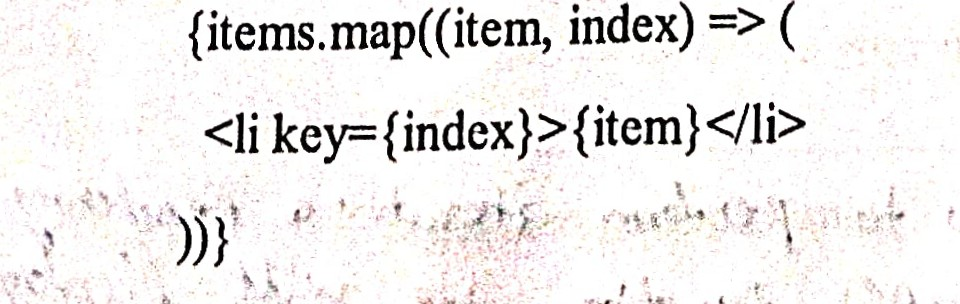 {items.map((item, index) => (
<li key={index}>{item}</li>
))}